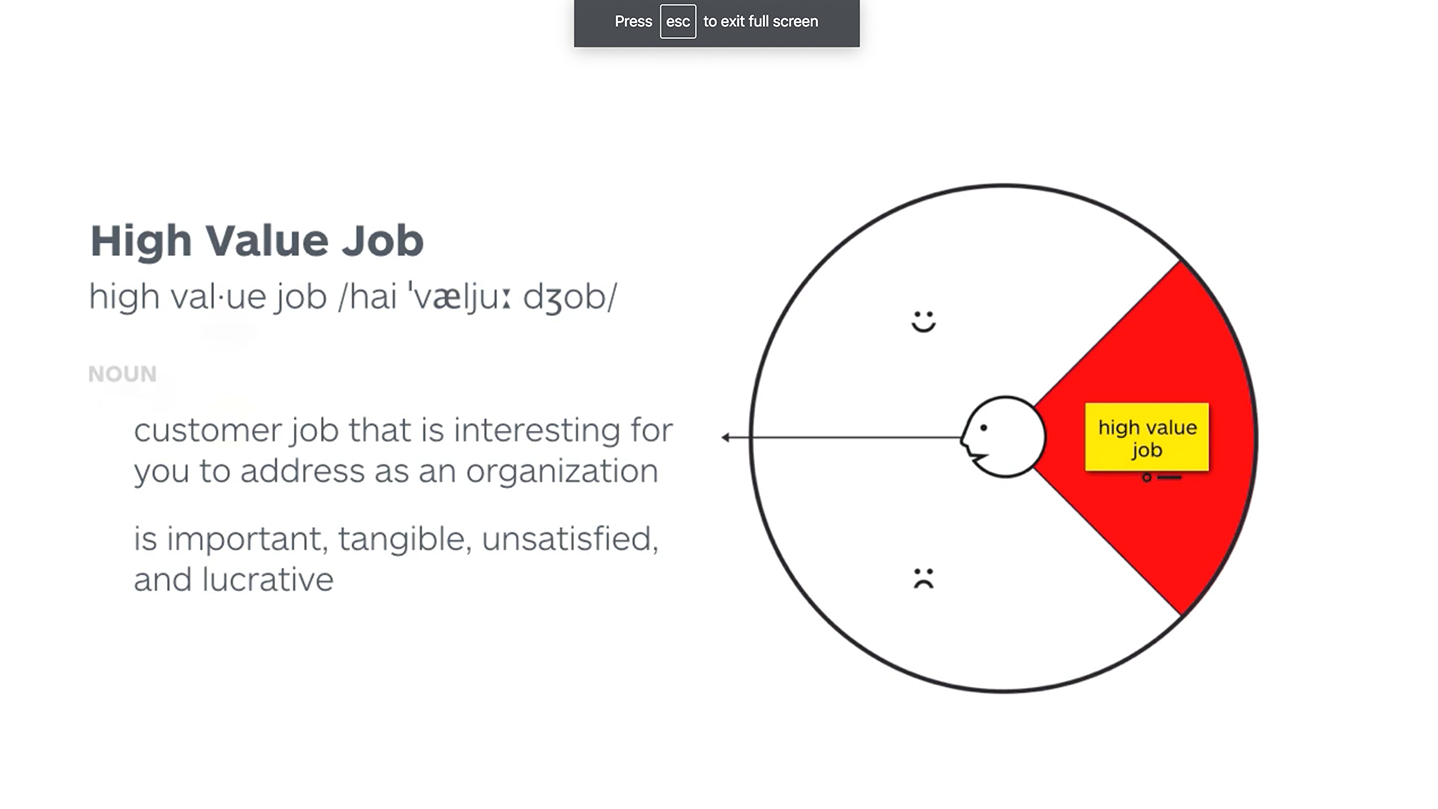 Press esc to exit full screen
High Value Job
high val·ue job /hai ˈvæljuː dʒob/
NOUN
customer job that is interesting for
you to address as an organization
is important, tangible, unsatisfied,
and lucrative
high value
job